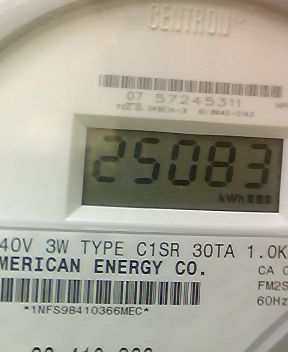 CENTRON®
07 57245311
25083
kWh
40V 3W TYPE C1SR 30TA 1.0K
MERICAN ENERGY CO.
CA
FM2S
60Hz
*1NFS98410366MEC*